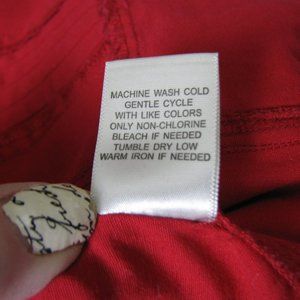 MACHINE WASH COLD
GENTLE CYCLE
WITH LIKE COLORS
ONLY NON-CHLORINE
BLEACH IF NEEDED
TUMBLE DRY LOW
WARM IRON IF NEEDED